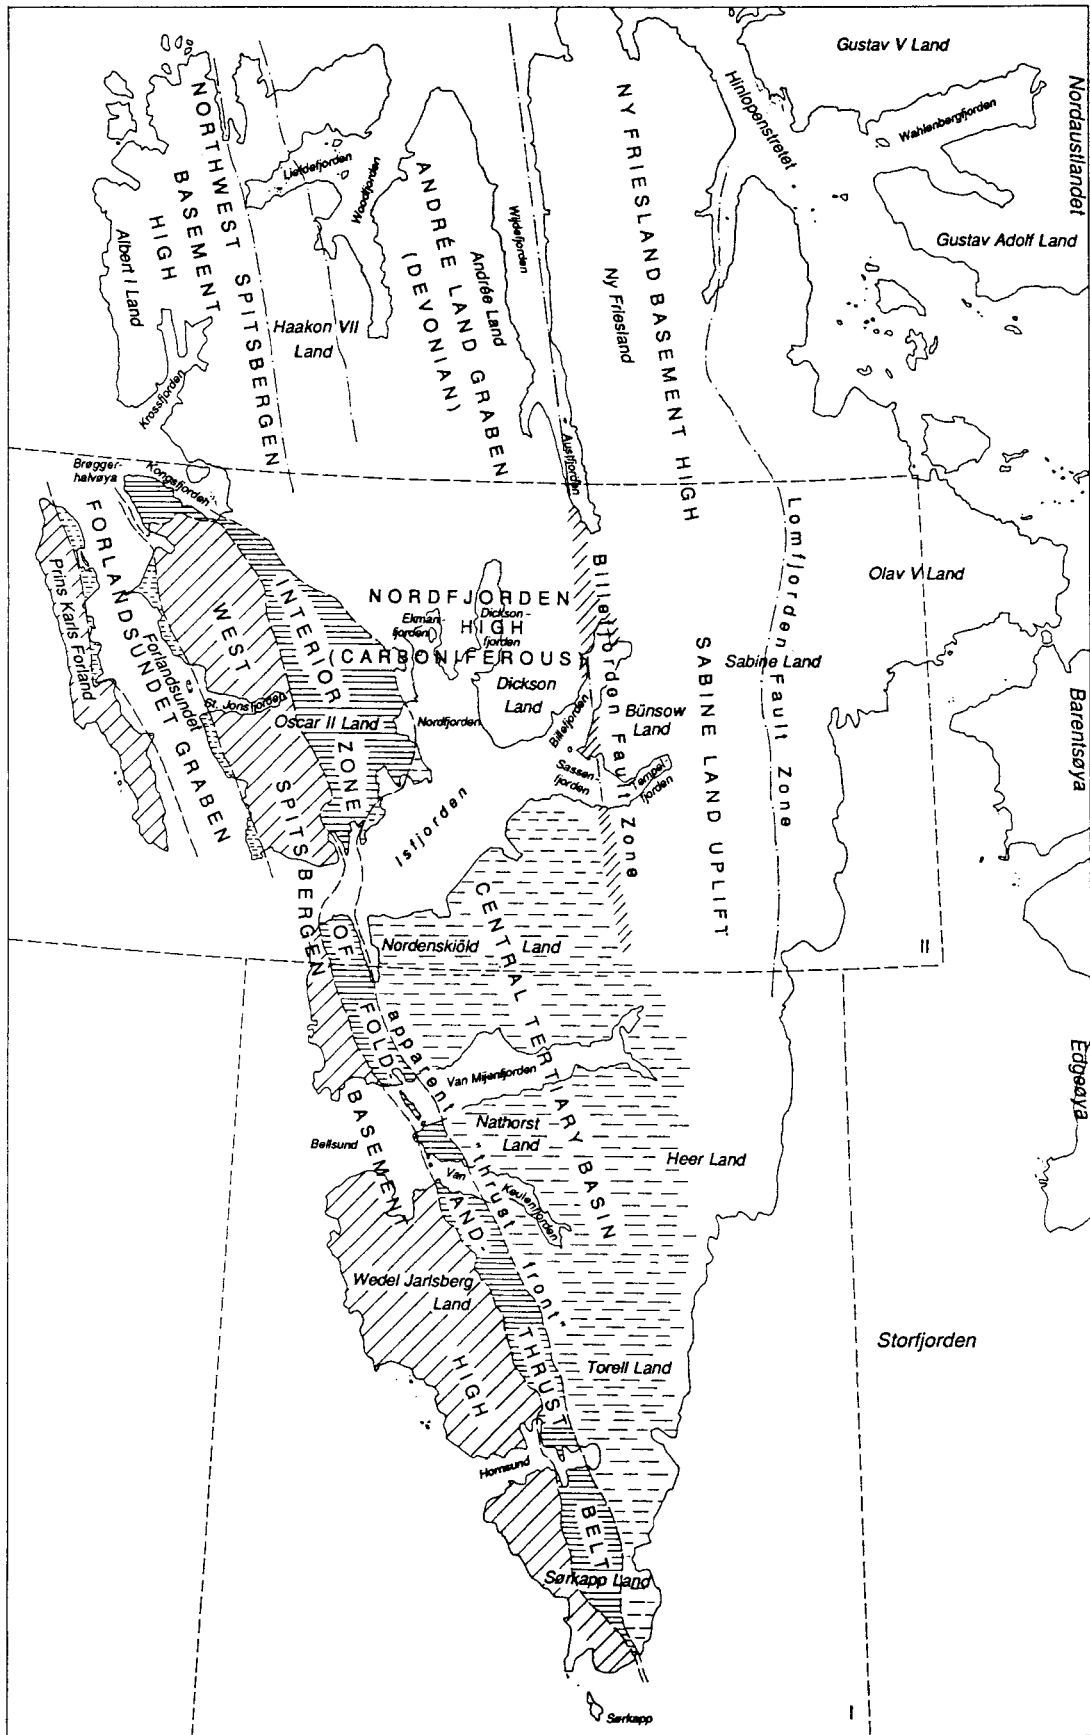 Gustav V Land
Nordaustlandet
Hinlopenstretet
Wahlenbergfjorden
Gustav Adolf Land
NORTHWEST SPITSBERGEN
BASEMENT
HIGH
Albert I Land
Liefdefjorden
Woodfjorden
Haakon VII
Land
Krossfjorden
ANDRÉE LAND GRABEN
(DEVONIAN)
Andrée Land
Wijdefjorden
Austfjorden
NY FRIESLAND BASEMENT HIGH
Ny Friesland
Brøgger-
halvøya
Kongsfjorden
FORLANDSUNDET GRABEN
Prins Karls Forland
Forlandsundet
St. Jonsfjorden
WEST SPITSBERGEN BASEMENT HIGH
INTERIOR ZONE OF FOLD- AND- THRUST BELT
Oscar II Land
NORDFJORDEN
HIGH
(CARBONIFEROUS)
Ekman-
fjorden
Dickson-
fjorden
Dickson
Land
Nordfjorden
Billefjorden
Billefjorden Fault Zone
Bünsow
Land
Sassen-
fjorden
Tempel-
fjorden
Isfjorden
Lomfjorden Fault Zone
SABINE LAND UPLIFT
Sabine Land
Olav V Land
Barentsøya
Edgeøya
II
CENTRAL TERTIARY BASIN
Nordenskiöld Land
apparent "thrust front"
Van Mijenfjorden
Nathorst
Land
Heer Land
Bellsund
Van Keulenfjorden
Wedel Jarlsberg
Land
Torell Land
Storfjorden
Hornsund
Sørkapp Land
Sørkapp
I